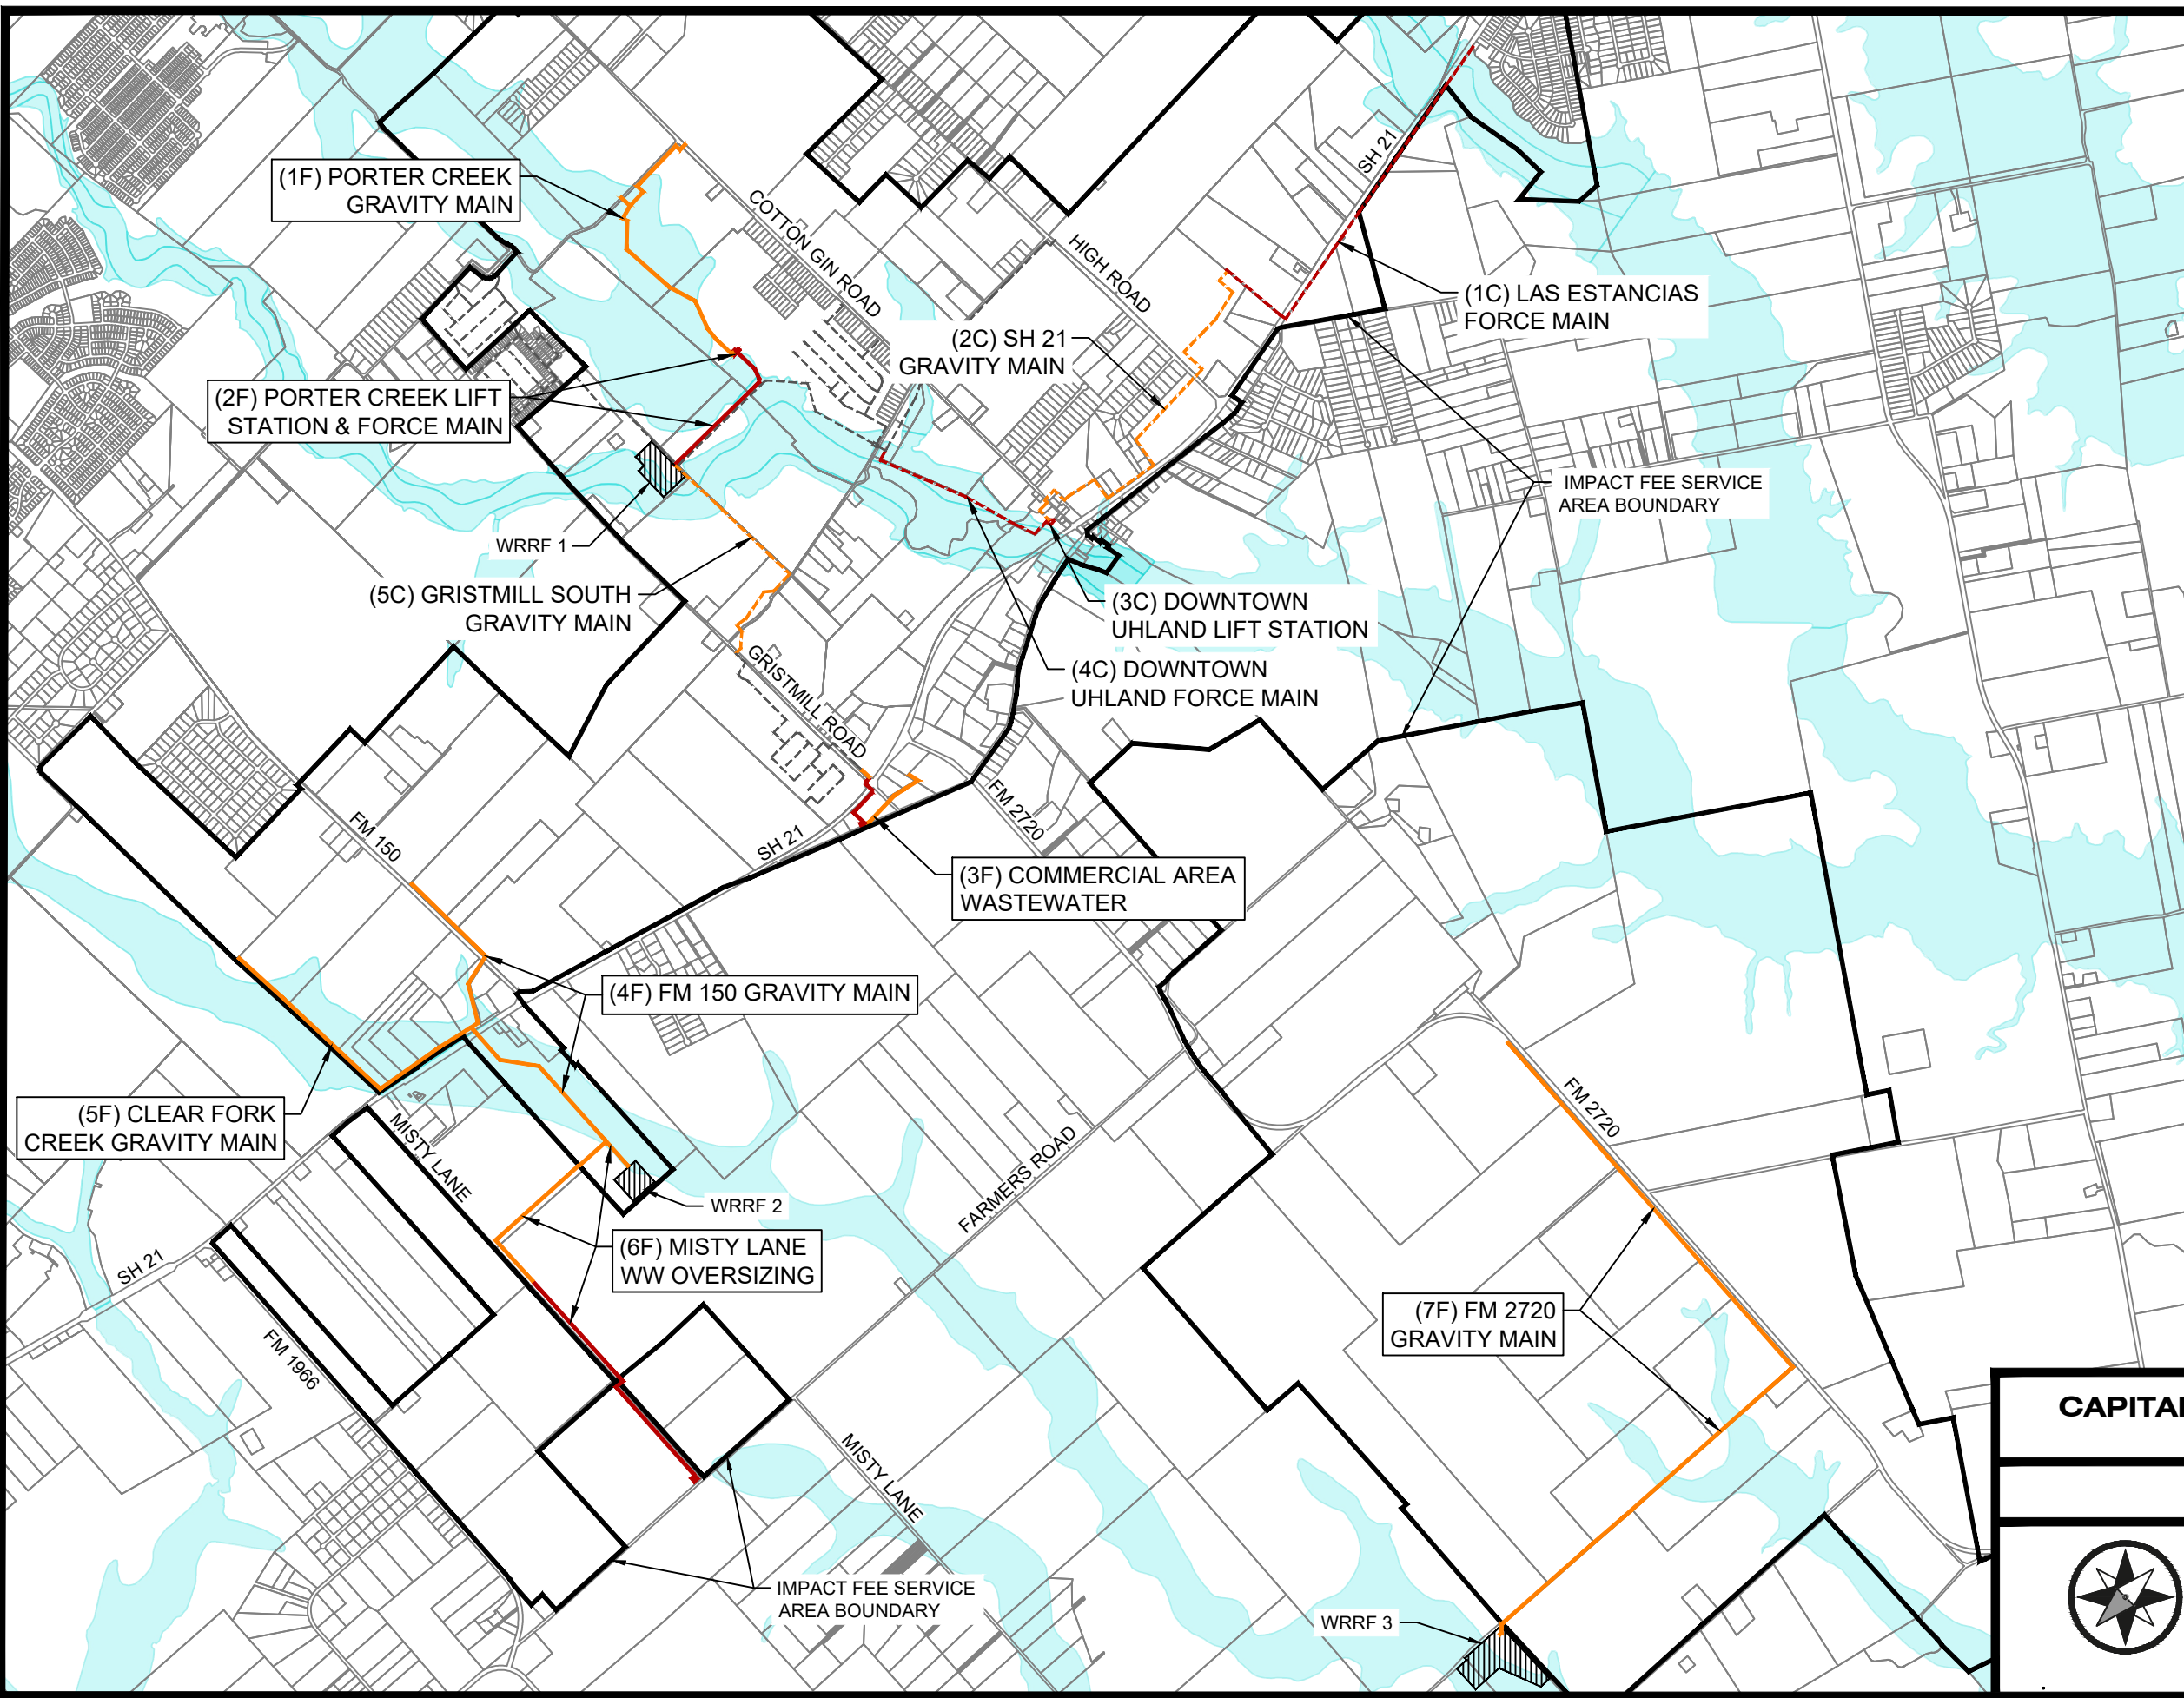 (1F) PORTER CREEK
GRAVITY MAIN
COTTON GIN ROAD
HIGH ROAD
SH 21
(1C) LAS ESTANCIAS
FORCE MAIN
(2C) SH 21
GRAVITY MAIN
(2F) PORTER CREEK LIFT
STATION & FORCE MAIN
IMPACT FEE SERVICE
AREA BOUNDARY
WRRF 1
(5C) GRISTMILL SOUTH
GRAVITY MAIN
(3C) DOWNTOWN
UHLAND LIFT STATION
(4C) DOWNTOWN
UHLAND FORCE MAIN
GRISTMILL ROAD
FM 150
SH 21
FM 2720
(3F) COMMERCIAL AREA
WASTEWATER
(4F) FM 150 GRAVITY MAIN
(5F) CLEAR FORK
CREEK GRAVITY MAIN
MISTY LANE
FM 2720
FARMERS ROAD
WRRF 2
(6F) MISTY LANE
WW OVERSIZING
SH 21
FM 1966
(7F) FM 2720
GRAVITY MAIN
MISTY LANE
IMPACT FEE SERVICE
AREA BOUNDARY
WRRF 3
CAPITAL